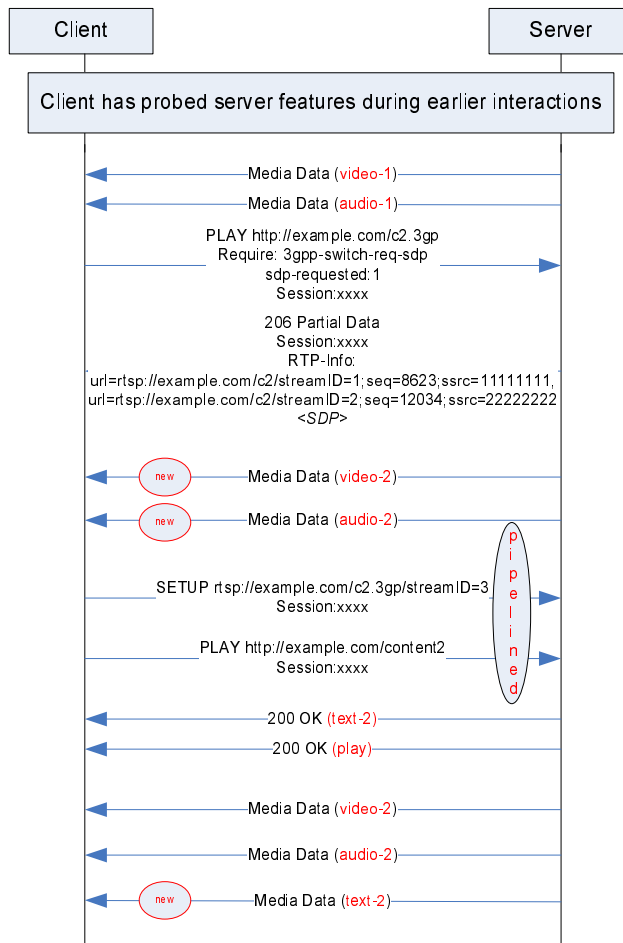 Client
Server
Client has probed server features during earlier interactions
Media Data (video-1)
Media Data (audio-1)
PLAY http://example.com/c2.3gp
Require: 3gpp-switch-req-sdp
sdp-requested:1
Session:xxxx
206 Partial Data
Session:xxxx
RTP-Info:
url=rtsp://example.com/c2/streamID=1;seq=8623;ssrc=11111111,
url=rtsp://example.com/c2/streamID=2;seq=12034;ssrc=22222222
<SDP>
new
Media Data (video-2)
new
Media Data (audio-2)
pipelined
SETUP rtsp://example.com/c2.3gp/streamID=3
Session:xxxx
PLAY http://example.com/content2
Session:xxxx
200 OK (text-2)
200 OK (play)
Media Data (video-2)
Media Data (audio-2)
new
Media Data (text-2)